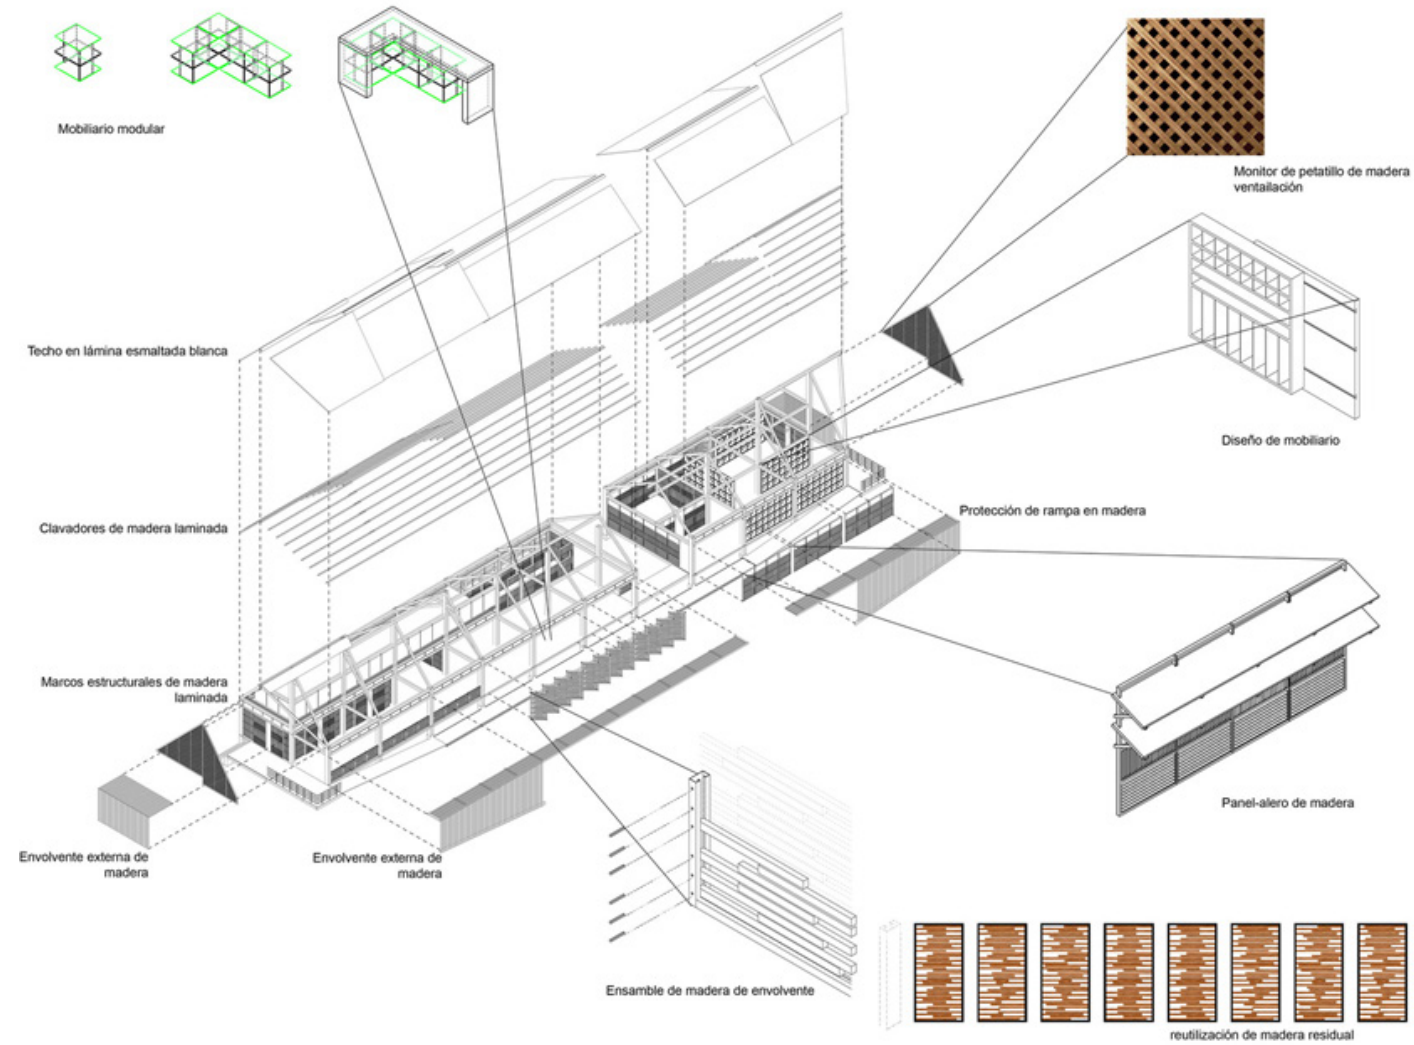 Mobiliario modular
Monitor de petatillo de madera
ventailación
Techo en lámina esmaltada blanca
Diseño de mobiliario
Clavadores de madera laminada
Protección de rampa en madera
Marcos estructurales de madera
laminada
Panel-alero de madera
Envolvente externa de
madera
Envolvente externa de
madera
Ensamble de madera de envolvente
reutilización de madera residual